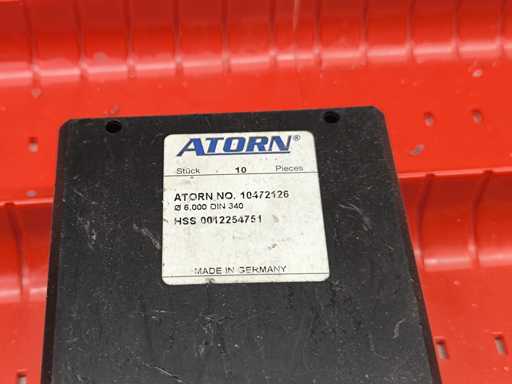 ATORN®
Stück 10 Pieces
ATORN NO. 10472126
Ø 6,000 DIN 340
HSS 0012254751
MADE IN GERMANY